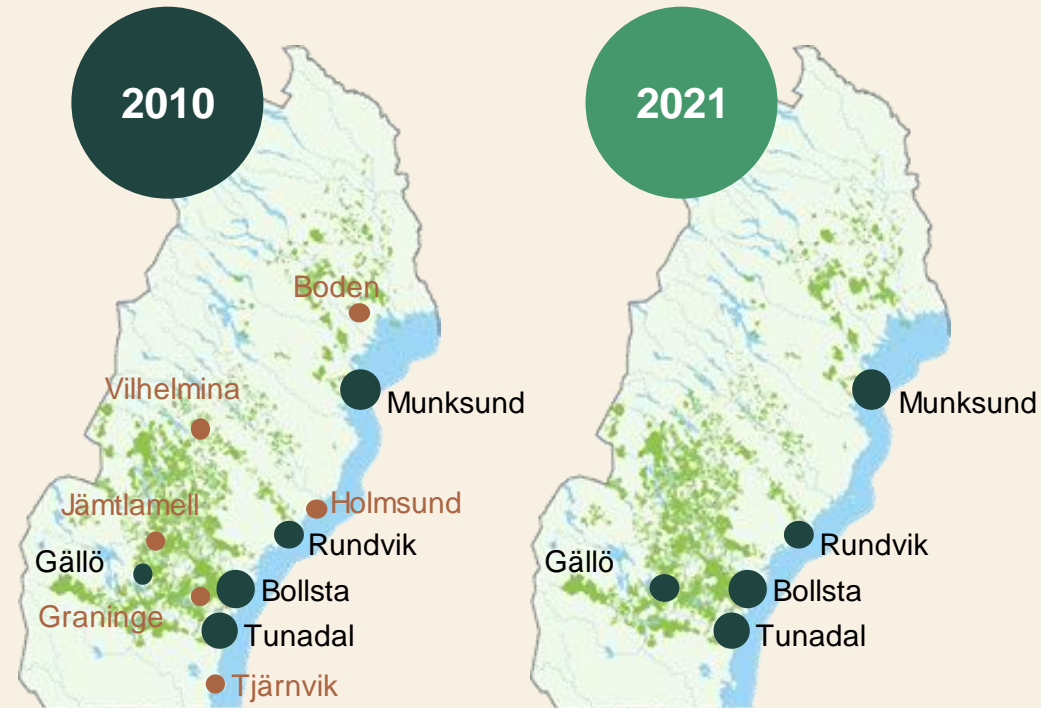 2010
Boden
Vilhelmina
Munksund
Jämtlamell
Holmsund
Gällö
Rundvik
Bollsta
Graninge
Tunadal
Tjärnvik
2021
Munksund
Rundvik
Gällö
Bollsta
Tunadal